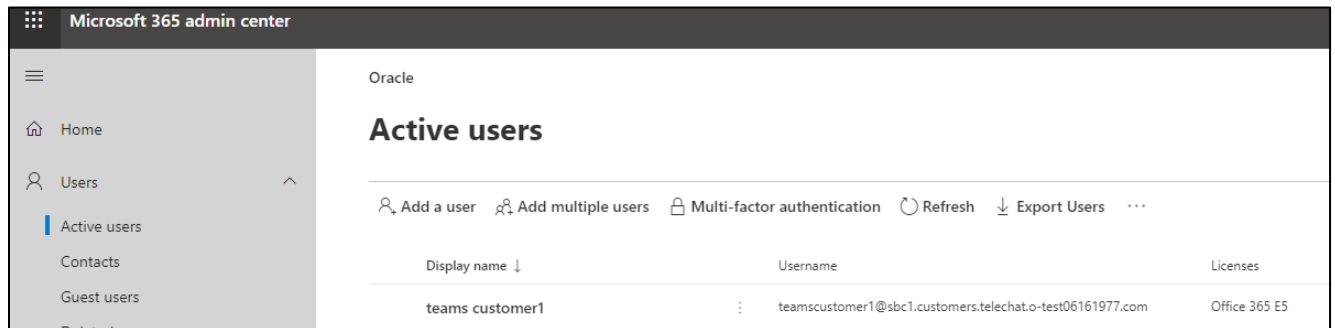 Microsoft 365 admin center
Oracle
Home
Active users
Users
Add a user Add multiple users Multi-factor authentication Refresh Export Users ...
Active users
Contacts
Display name ↓ Username Licenses
Guest users
teams customer1 teamscustomer1@sbc1.customers.telechat.o-test06161977.com Office 365 E5